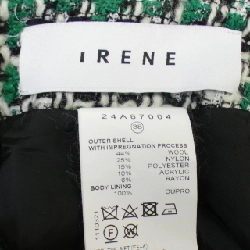 IRENE
24A87004
36
OUTER SHELL
WITH IMPREGNATION PROCESS
WOOL
25% NYLON
15% POLYESTER
10% ACRYLIC
6% RAYON
BODY LINING
100% CUPRO